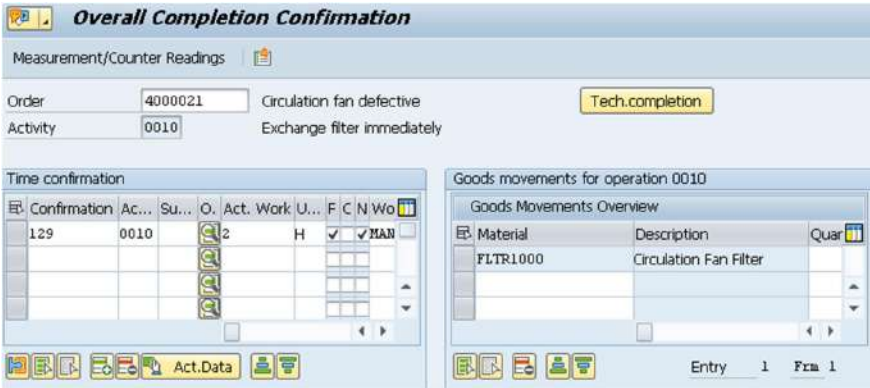 Overall Completion Confirmation
Measurement/Counter Readings
Order 4000021 Circulation fan defective Tech.completion
Activity 0010 Exchange filter immediately
Time confirmation
Confirmation Ac... Su... O. Act. Work U... F C N Wo
129 0010 2 H MAN
Act.Data
Goods movements for operation 0010
Goods Movements Overview
Material Description Quar
FLTR1000 Circulation Fan Filter
Entry 1 Frm 1